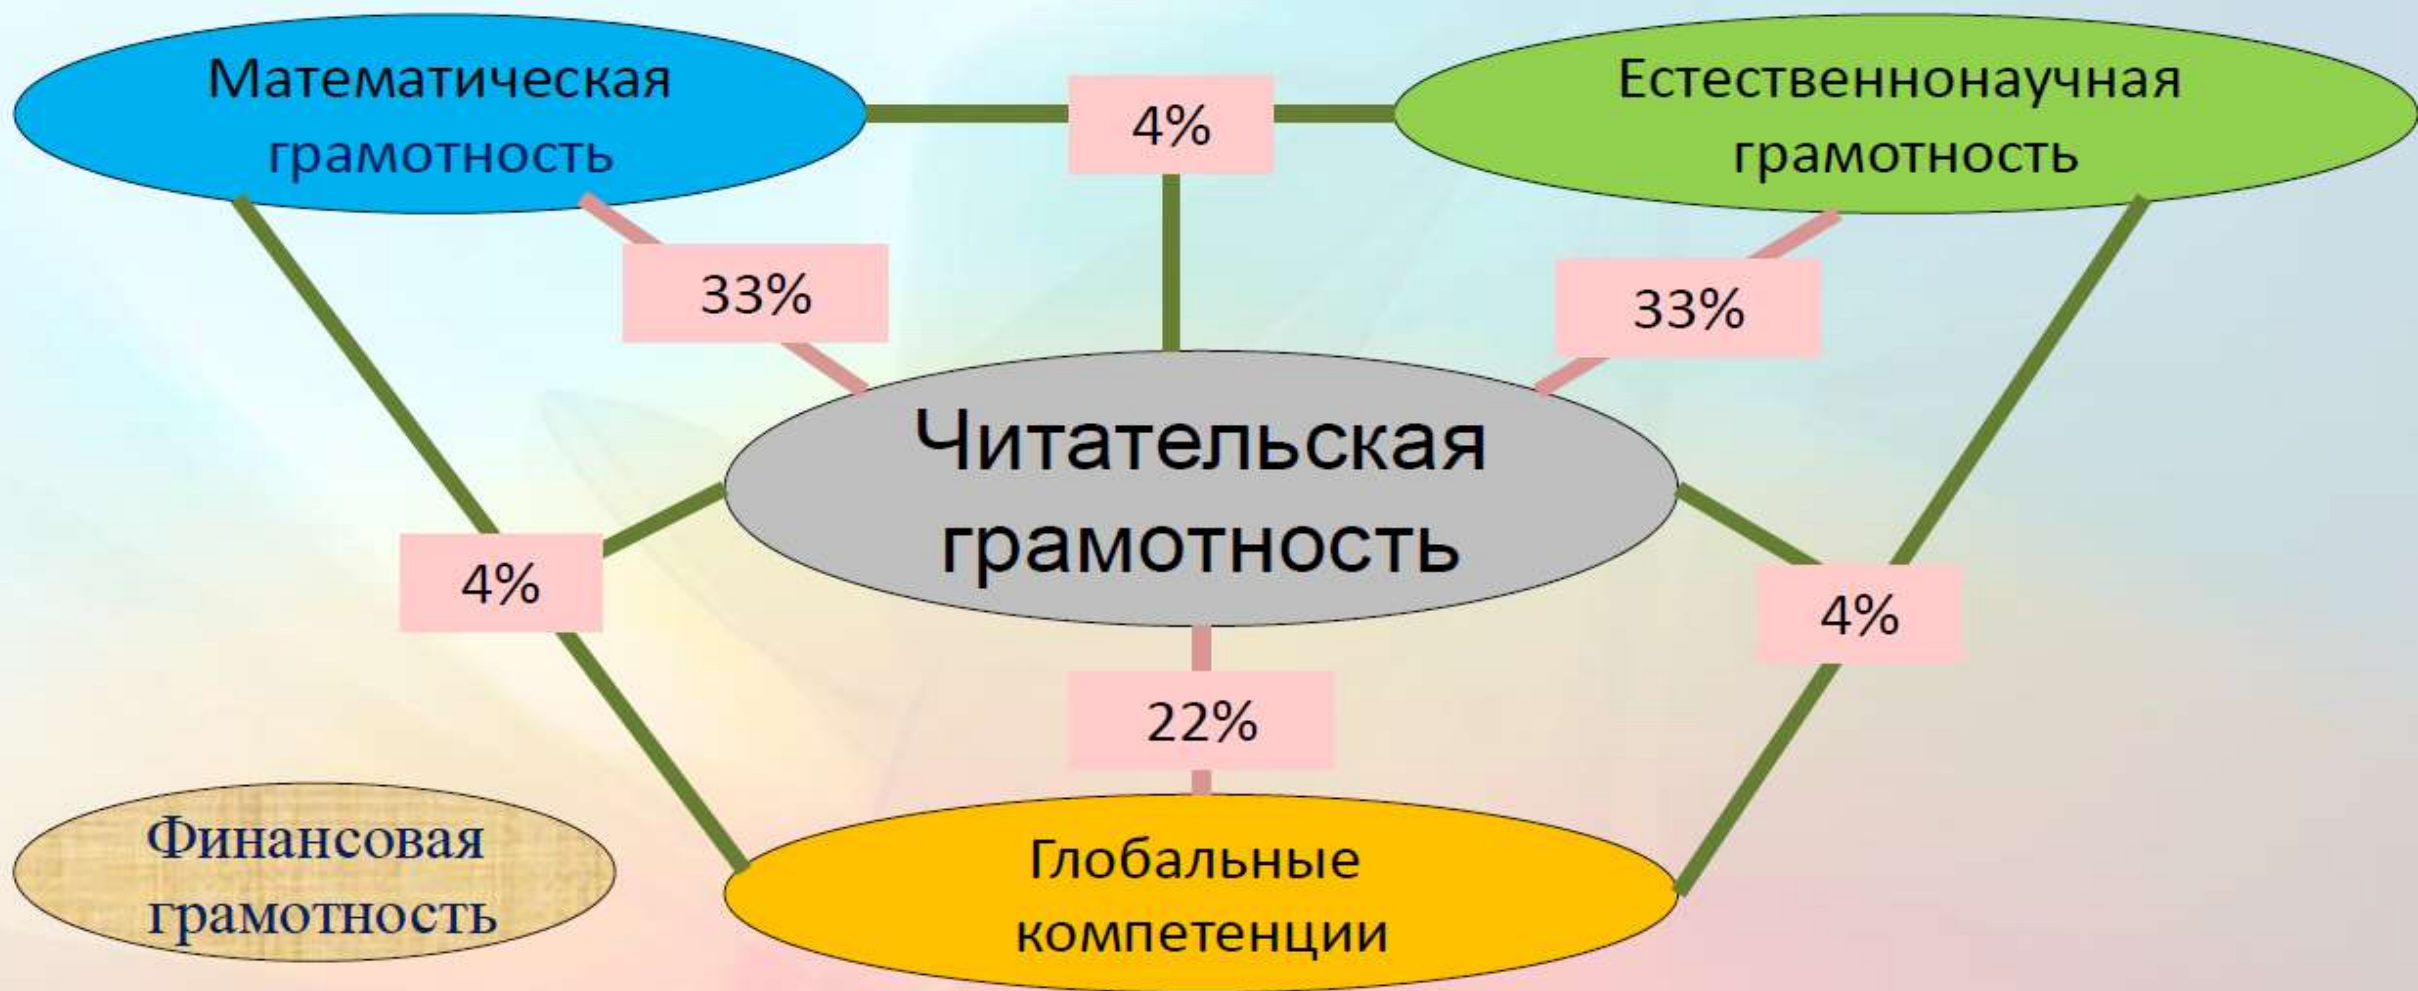 Математическая
грамотность
4%
Естественнонаучная
грамотность
33%
33%
Читательская
грамотность
4%
4%
22%
Финансовая
грамотность
Глобальные
компетенции